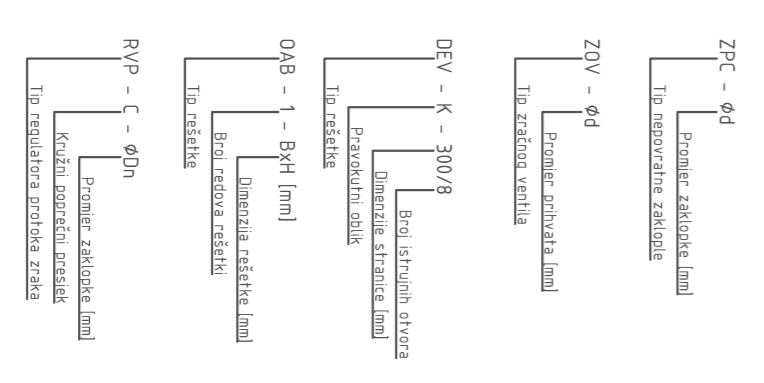 ZPC - Ød
Promjer zaklopke [mm]
Tip nepovratne zaklople
ZOV - Ød
Promjer prihvata [mm]
Tip zračnog ventila
DEV - K - 300/8
Broj istrujnih otvora
Dimenzije stranice [mm]
Pravokutni oblik
Tip rešetke
OAB - 1 - BxH [mm]
Dimenzija rešetke [mm]
Broj redova rešetki
Tip rešetke
RVP - C - ØDn
Promjer zaklopke [mm]
Kružni poprečni presjek
Tip regulatora protoka zraka